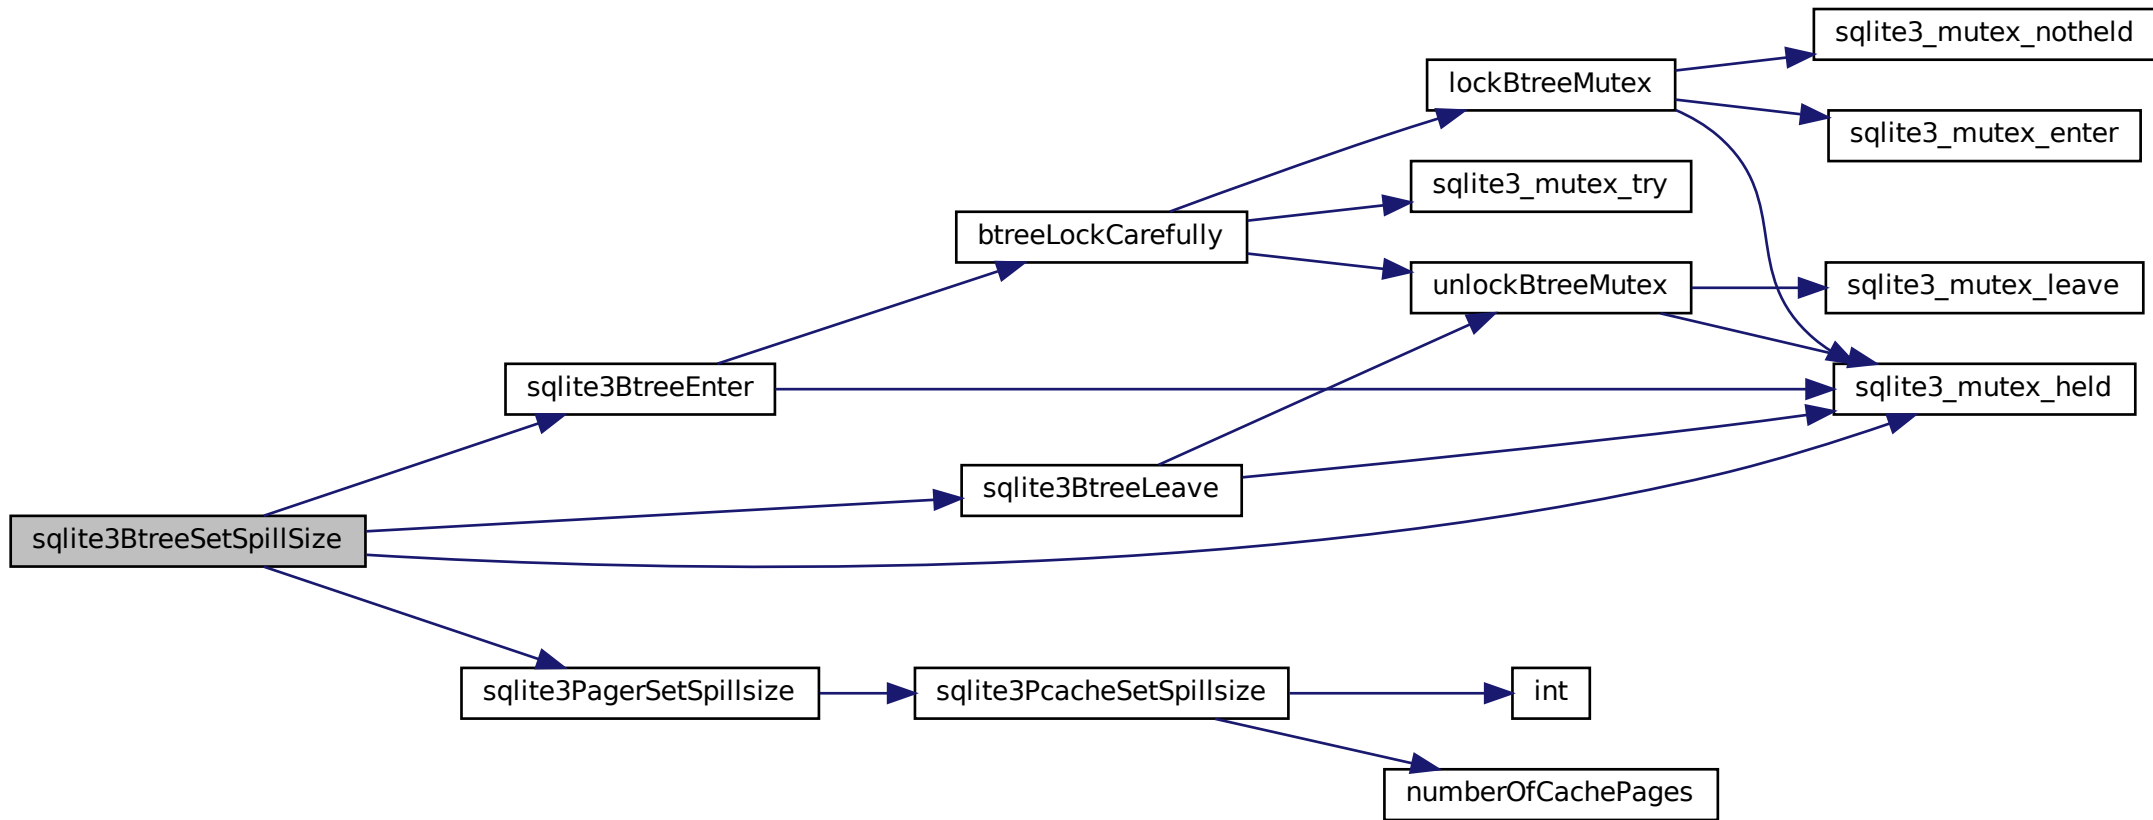 sqlite3_mutex_notheld
lockBtreeMutex
sqlite3_mutex_enter
sqlite3_mutex_try
btreeLockCarefully
unlockBtreeMutex
sqlite3_mutex_leave
sqlite3BtreeEnter
sqlite3_mutex_held
sqlite3BtreeLeave
sqlite3BtreeSetSpillSize
sqlite3PagerSetSpillsize
sqlite3PcacheSetSpillsize
int
numberOfCachePages